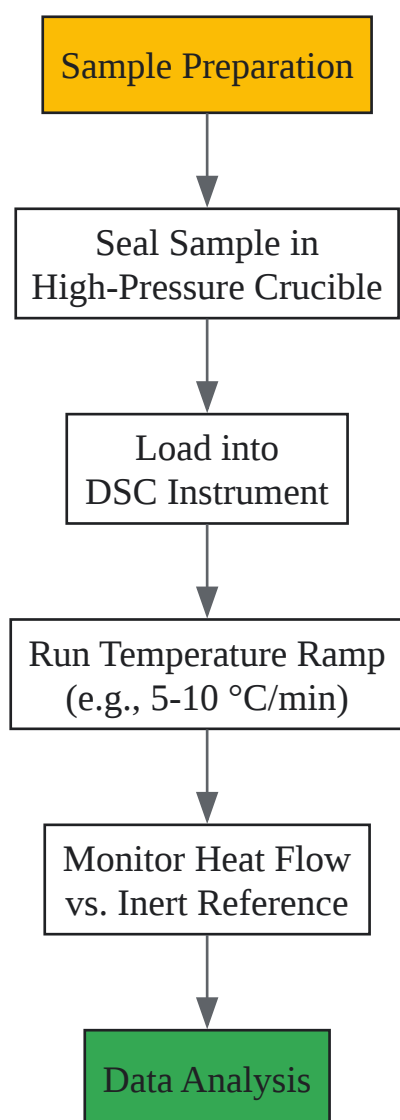 Sample Preparation
Seal Sample in
High-Pressure Crucible
Load into
DSC Instrument
Run Temperature Ramp
(e.g., 5-10 °C/min)
Monitor Heat Flow
vs. Inert Reference
Data Analysis